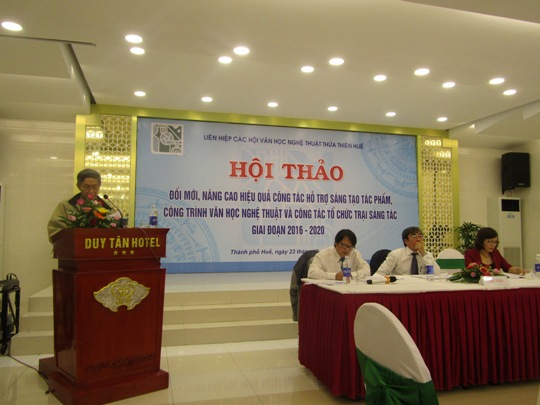 LIÊN HIỆP CÁC HỘI VĂN HỌC NGHỆ THUẬT THỪA THIÊN HUẾ
HỘI THẢO
ĐỔI MỚI, NÂNG CAO HIỆU QUẢ CÔNG TÁC HỖ TRỢ SÁNG TẠO TÁC PHẨM,
CÔNG TRÌNH VĂN HỌC NGHỆ THUẬT VÀ CÔNG TÁC TỔ CHỨC TRẠI SÁNG TÁC
GIAI ĐOẠN 2016 - 2020
Thành phố Huế, ngày 23
DUY TÂN HOTEL